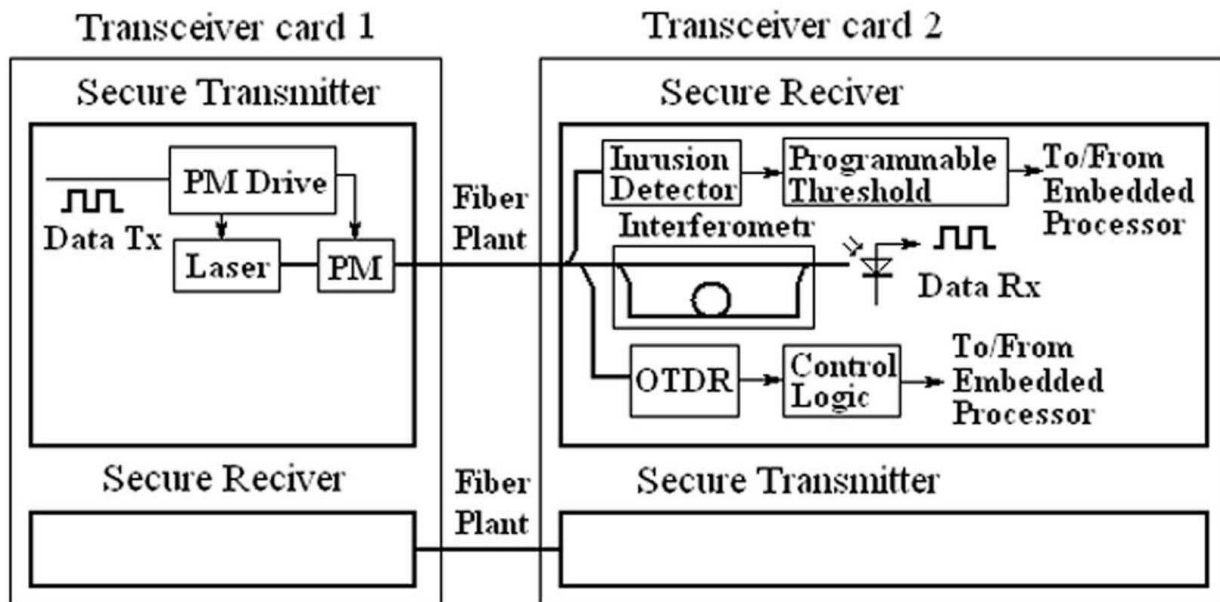 Transceiver card 1
Transceiver card 2
Secure Transmitter
PM Drive
Data Tx
Laser
PM
Fiber
Plant
Secure Reciver
Inrusion
Detector
Programmable
Threshold
To/From
Embedded
Processor
Interferometr
Data Rx
OTDR
Control
Logic
To/From
Embedded
Processor
Secure Reciver
Fiber
Plant
Secure Transmitter